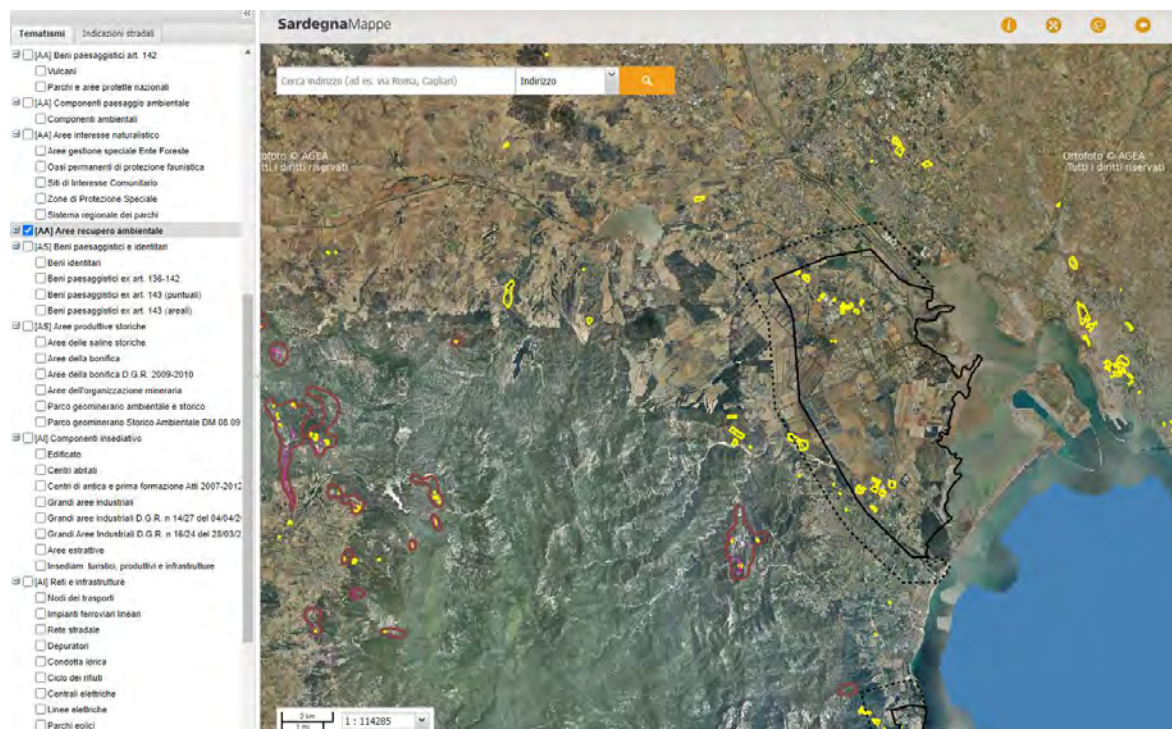 Tematismi
Indicazioni stradali
[AA] Beni paesaggistici art. 142
Vulcani
Parchi e aree protette nazionali
[AA] Componenti paesaggio ambientale
Componenti ambientali
[AA] Aree interesse naturalistico
Aree gestione speciale Ente Foreste
Oasi permanenti di protezione faunistica
Siti di Interesse Comunitario
Zone di Protezione Speciale
Sistema regionale dei parchi
[AA] Aree recupero ambientale
[AS] Beni paesaggistici e identitari
Beni identitari
Beni paesaggistici ex art. 136-142
Beni paesaggistici ex art. 143 (puntuali)
Beni paesaggistici ex art. 143 (areali)
[AS] Aree produttive storiche
Aree delle saline storiche
Aree della bonifica
Aree della bonifica D.G.R. 2009-2010
Aree dell'organizzazione mineraria
Parco geominerario ambientale e storico
Parco geominerario Storico Ambientale DM 08 09
[AI] Componenti insediativo
Edificato
Centri abitati
Centri di antica e prima formazione Atti 2007-2012
Grandi aree industriali
Grandi aree industriali D.G.R. n 14/27 del 04/04/2
Grandi Aree Industriali D.G.R. n 16/24 del 28/03/2
Aree estrattive
Insediam. turistici, produttivi e infrastrutture
[AI] Reti e infrastrutture
Nodi dei trasporti
Impianti ferroviari lineari
Rete stradale
Depuratori
Condotta idrica
Ciclo dei rifiuti
Centrali elettriche
Linee elettriche
Parchi eolici
SardegnaMappe
Cerca indirizzo (ad es. via Roma, Cagliari)
Indirizzo
ofoto © AGEA
tti i diritti riservati
Ortofoto © AGEA
Tutti i diritti riservati
2 km
1 mi
1 : 114285